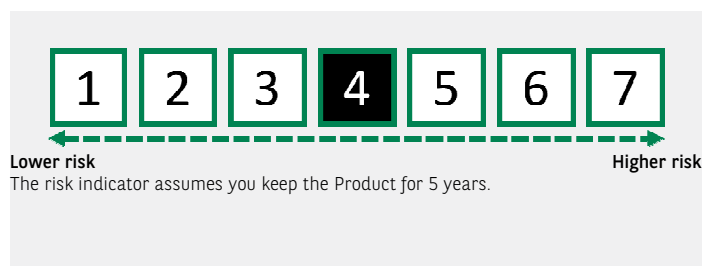 1 2 3 4 5 6 7
Lower risk Higher risk
The risk indicator assumes you keep the Product for 5 years.